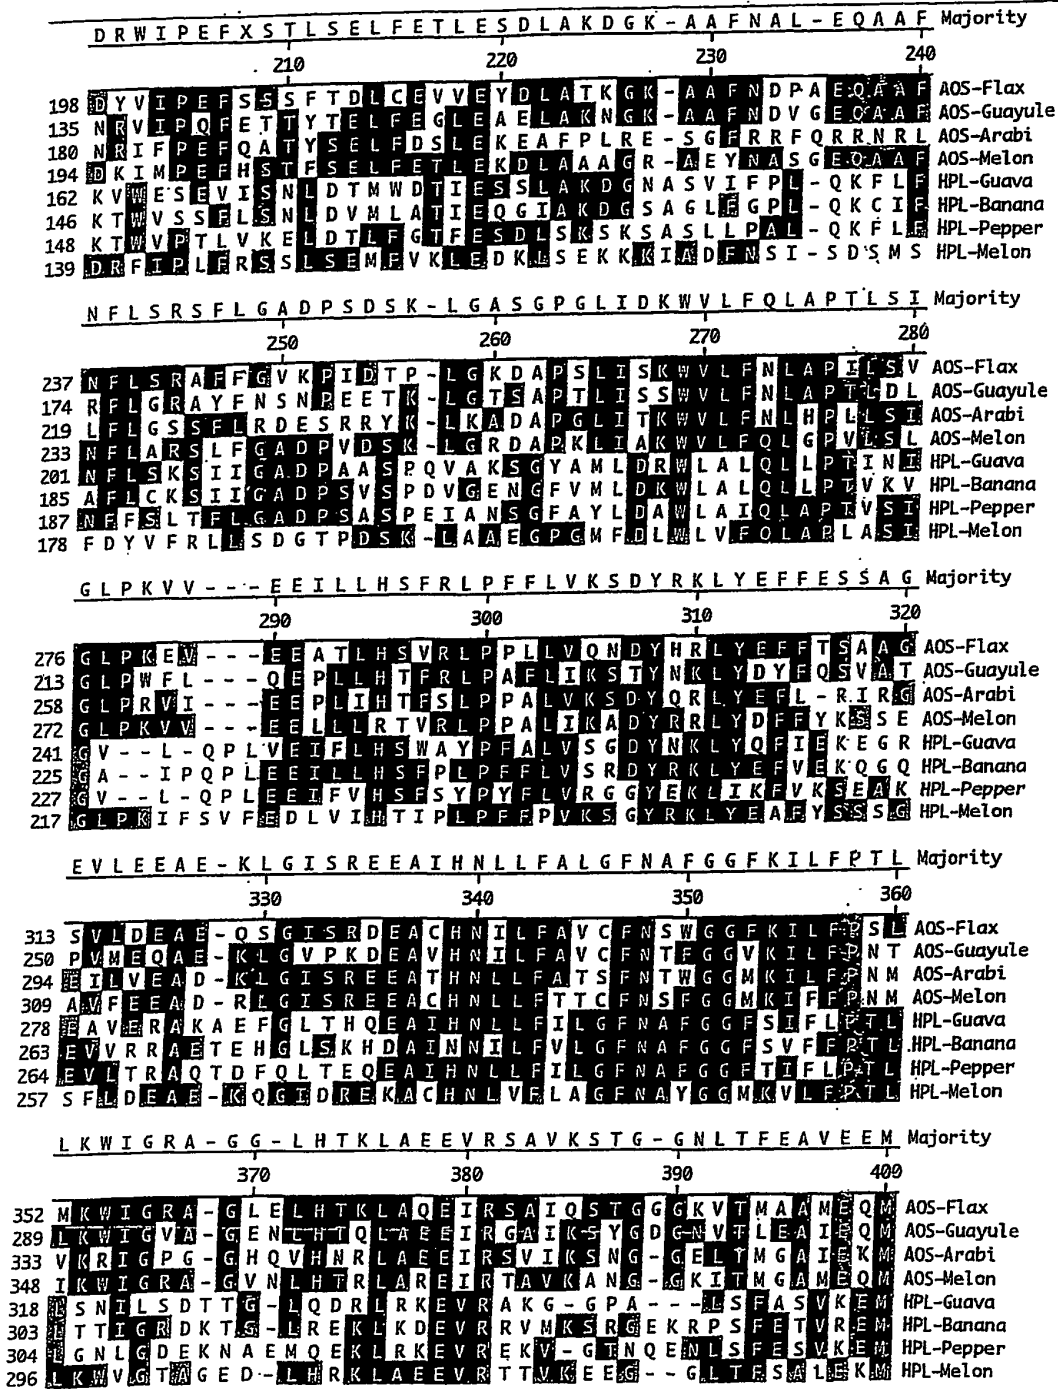 D R W I P E F X S T L S E L F E T L E S D L A K D G K - A A F N A L - E Q A A F Majority
210 220 230 240
198 D Y V I P E F S S S F T D L C E V V E Y D L A T K G K - A A F N D P A E Q A A F AOS-Flax
135 N R V I P Q F E T T Y T E L F E G L E A E L A K N G K - A A F N D V G E Q A A F AOS-Guayule
180 N R I F P E F Q A T Y S E L F D S L E K E A F P L R E - S G F R R F Q R R N R L AOS-Arabi
194 D K I M P E F H S T F S E L F E T L E K D L A A A G R - A E Y N A S G E Q A A F AOS-Melon
162 K V W E S E V I S N L D T M W D T I E S S L A K D G N A S V I F P L - Q K F L F HPL-Guava
146 K T W V S S F L S N L D V M L A T I E Q G I A K D G S A G L F G P L - Q K C I F HPL-Banana
148 K T W V P T L V K E L D T L F G T F E S D L S K S K S A S L L P A L - Q K F L F HPL-Pepper
139 D R F I P L F R S S L S E M F V K L E D K L S E K K K I A D F N S I - S D S M S HPL-Melon
N F L S R S F L G A D P S D S K - L G A S G P G L I D K W V L F Q L A P T L S I Majority
250 260 270 280
237 N F L S R A F F G V K P I D T P - L G K D A P S L I S K W V L F N L A P I L S V AOS-Flax
174 R F L G R A Y F N S N P E E T K - L G T S A P T L I S S W V L F N L A P T L D L AOS-Guayule
219 L F L G S S F L R D E S R R Y K - L K A D A P G L I T K W V L F N L H P L L S I AOS-Arabi
233 N F L A R S L F G A D P V D S K - L G R D A P K L I A K W V L F Q L G P V L S L AOS-Melon
201 N F L S K S I I G A D P A A S P Q V A K S G Y A M L D R W L A L Q L L P T I N I HPL-Guava
185 A F L C K S I I G A D P S V S P D V G E N G F V M L D K W L A L Q L L P T V K V HPL-Banana
187 N F F S L T F L G A D P S A S P E I A N S G F A Y L D A W L A I Q L A P T V S I HPL-Pepper
178 F D Y V F R L L S D G T P D S K - L A A E G P G M F D L W L V F Q L A P L A S I HPL-Melon
G L P K V V - - - E E I L L H S F R L P F F L V K S D Y R K L Y E F F E S S A G Majority
290 300 310 320
276 G L P K E V - - - E E A T L H S V R L P P L L V Q N D Y H R L Y E F F T S A A G AOS-Flax
213 G L P W F L - - - Q E P L L H T F R L P A F L I K S T Y N K L Y D Y F Q S V A T AOS-Guayule
258 G L P R V I - - - E E P L I H T F S L P P A L V K S D Y Q R L Y E F L - R I R G AOS-Arabi
272 G L P K V V - - - E E L L L R T V R L P P A L I K A D Y R R L Y D F F Y K S S E AOS-Melon
241 G V - - L - Q P L V E I F L H S W A Y P F A L V S G D Y N K L Y Q F I E K E G R HPL-Guava
225 G A - - I P Q P L E E I L L H S F P L P F F L V S R D Y R K L Y E F V E K Q G Q HPL-Banana
227 G V - - L - Q P L E E I F V H S F S Y P Y F L V R G G Y E K L I K F V K S E A K HPL-Pepper
217 G L P K I F S V F E D L V I H T I P L P F F P V K S G Y R K L Y E A F Y S S S G HPL-Melon
E V L E E A E - K L G I S R E E A I H N L L F A L G F N A F G G F K I L F P T L Majority
330 340 350 360
313 S V L D E A E - Q S G I S R D E A C H N I L F A V C F N S W G G F K I L F P S L AOS-Flax
250 P V M E Q A E - K L G V P K D E A V H N I L F A V C F N T F G G V K I L F P N T AOS-Guayule
294 E I L V E A D - K L G I S R E E A T H N L L F A T S F N T W G G M K I L F P N M AOS-Arabi
309 A V F E E A D - R L G I S R E E A C H N L L F T T C F N S F G G M K I F F P N M AOS-Melon
278 E A V E R A K A E F G L T H Q E A I H N L L F I L G F N A F G G F S I F L P T L HPL-Guava
263 E V V R R A E T E H G L S K H D A I N N I L F V L G F N A F G G F S V F F P T L HPL-Banana
264 E V L T R A Q T D F Q L T E Q E A I H N L L F I L G F N A F G G F T I F L P T L HPL-Pepper
257 S F L D E A E - K Q G I D R E K A C H N L V F L A G F N A Y G G M K V L F P T L HPL-Melon
L K W I G R A - G G - L H T K L A E E V R S A V K S T G - G N L T F E A V E E M Majority
370 380 390 400
352 M K W I G R A - G L E L H T K L A Q E I R S A I Q S T G G G K V T M A A M E Q M AOS-Flax
289 L K W I G V A - G E N L H T Q L A E E I R G A I K S Y G D G N V T L E A I E Q M AOS-Guayule
333 V K R I G P G - G H Q V H N R L A E E I R S V I K S N G - G E L T M G A I E K M AOS-Arabi
348 I K W I G R A - G V N L H T R L A R E I R T A V K A N G - G K I T M G A M E Q M AOS-Melon
318 L S N I L S D T T G - L Q D R L R K E V R A K G - G P A - - - L S F A S V K E M HPL-Guava
303 L T T I G R D K T G - L R E K L K D E V R R V M K S R G E K R P S F E T V R E M HPL-Banana
304 L G N L G D E K N A E M Q E K L R K E V R E K V - G T N Q E N L S F E S V K E M HPL-Pepper
296 L K W V G T A G E D - L H R K L A E E V R T T V K E E G - - G L T F S A L E K M HPL-Melon